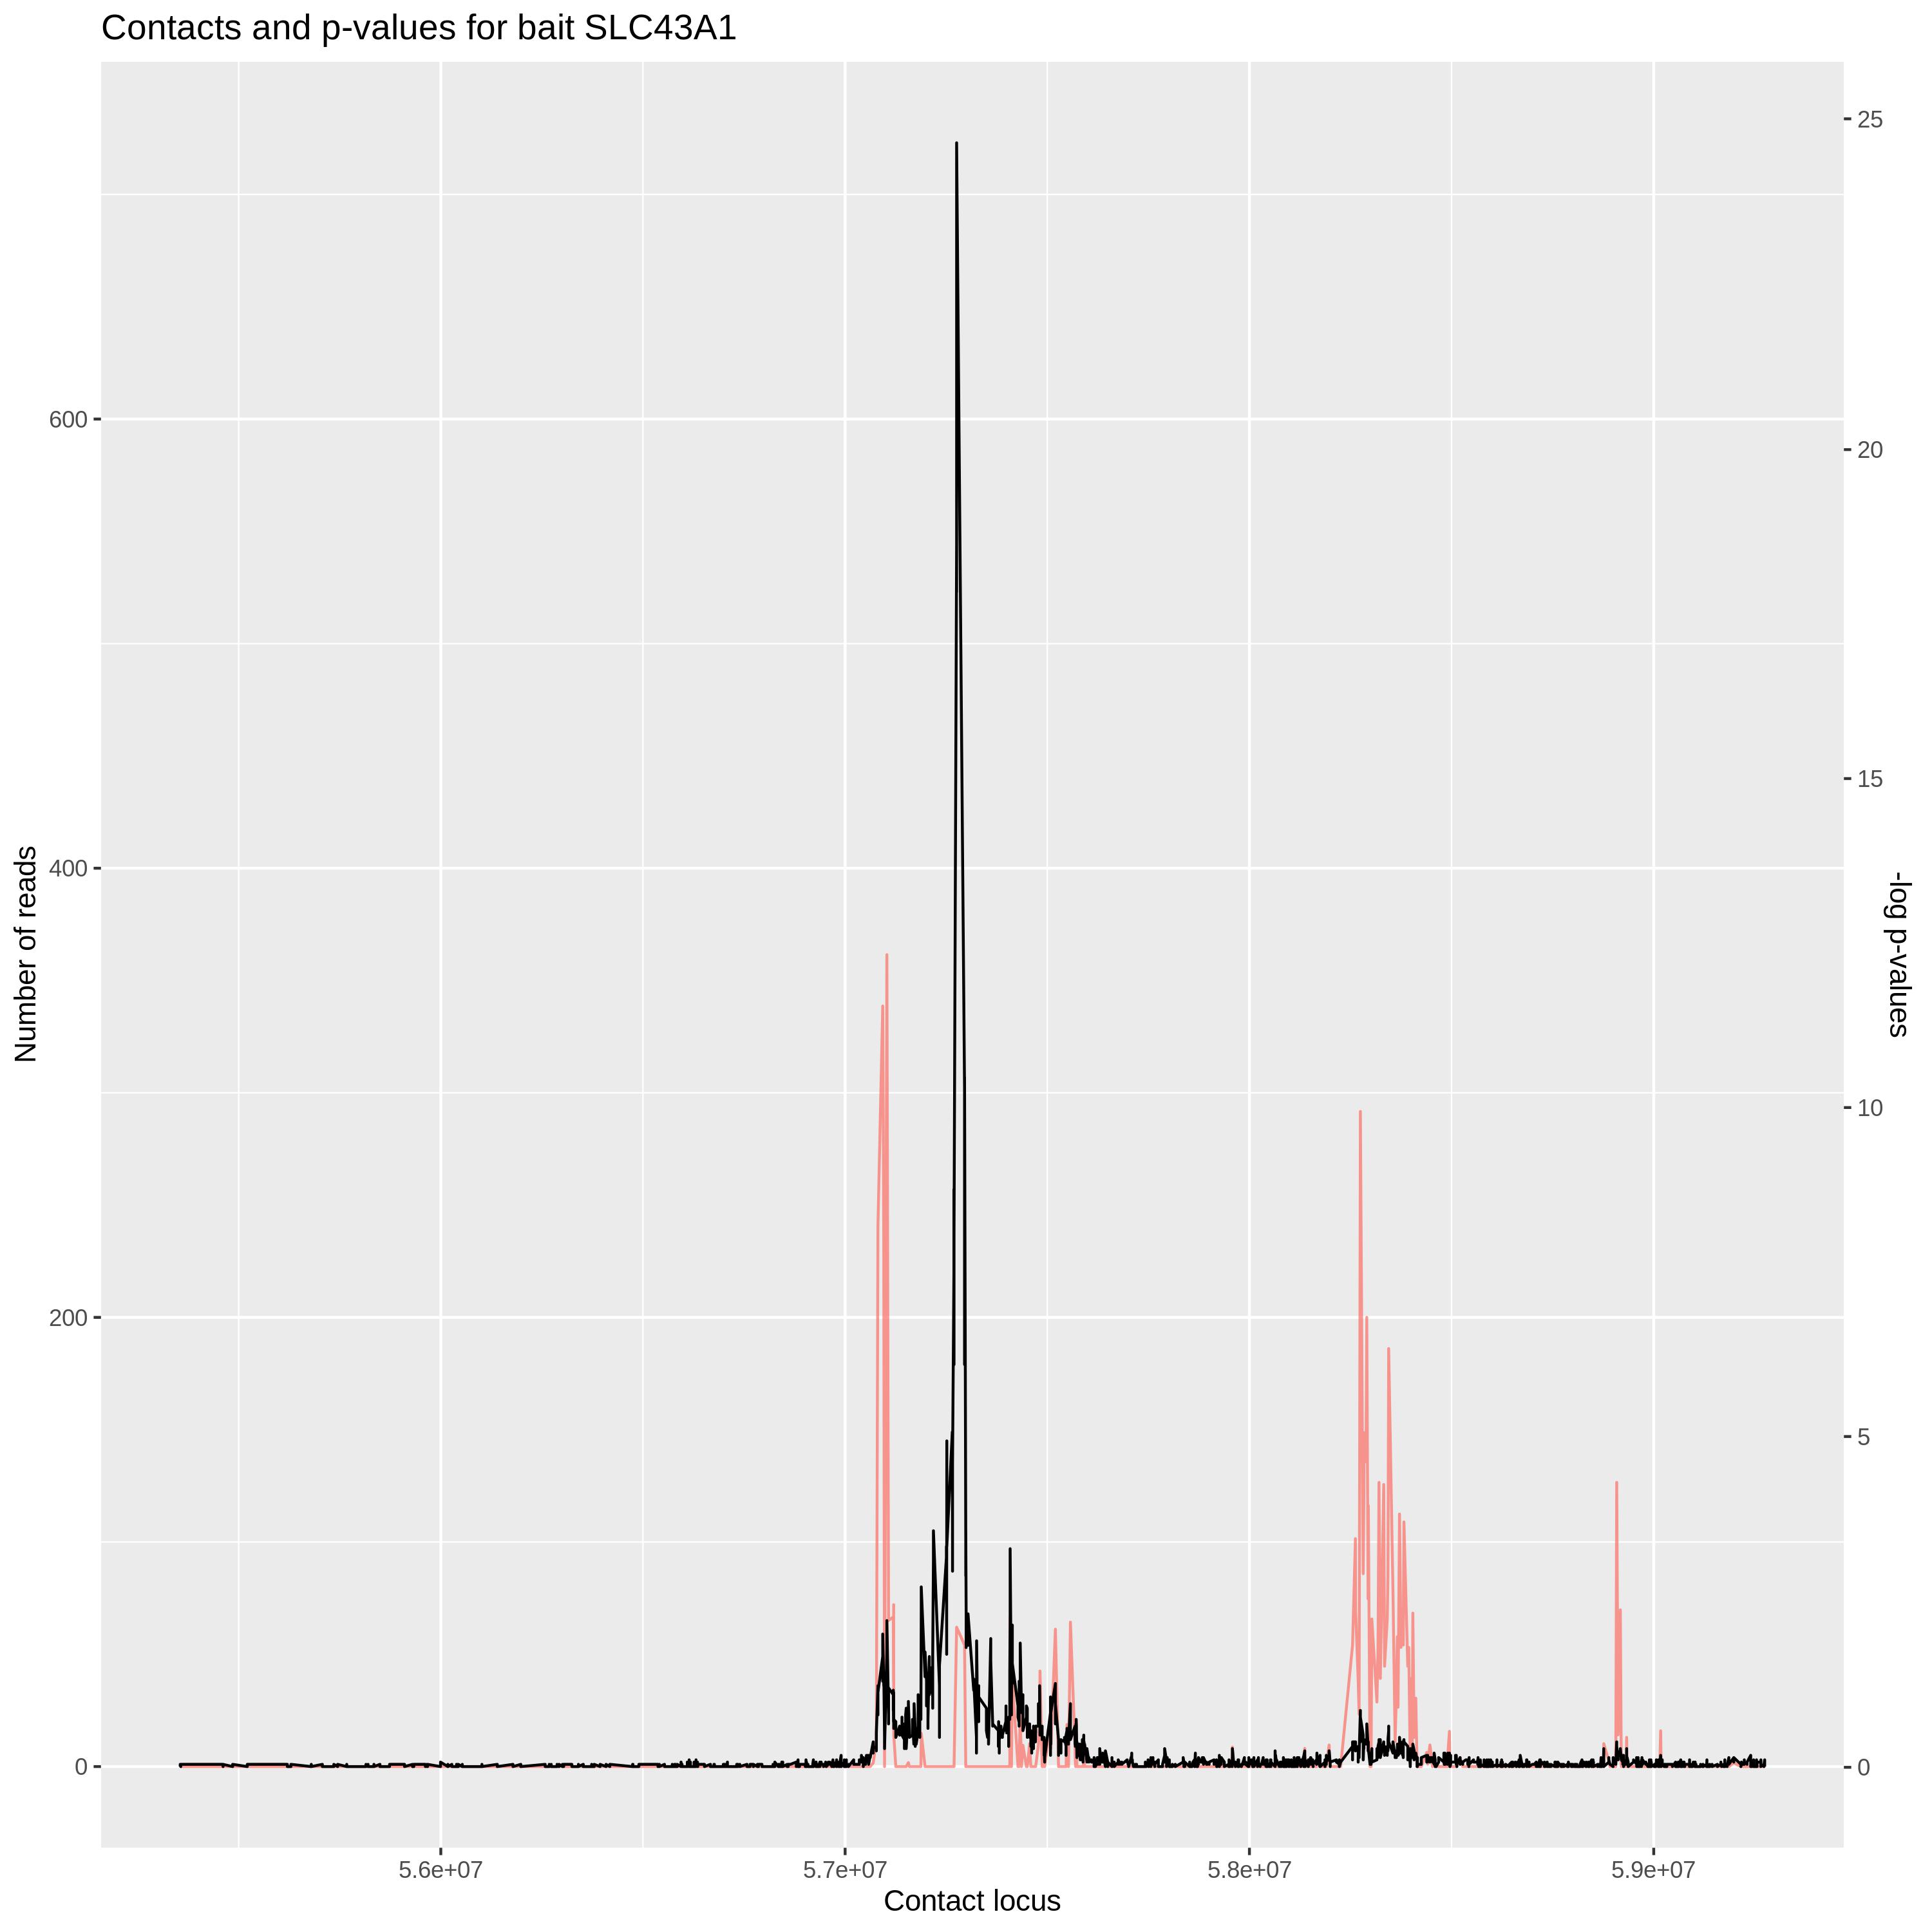 Contacts and p-values for bait SLC43A1
Number of reads
600
400
200
0
25
20
15
10
5
0
-log p-values
5.6e+07
5.7e+07
5.8e+07
5.9e+07
Contact locus